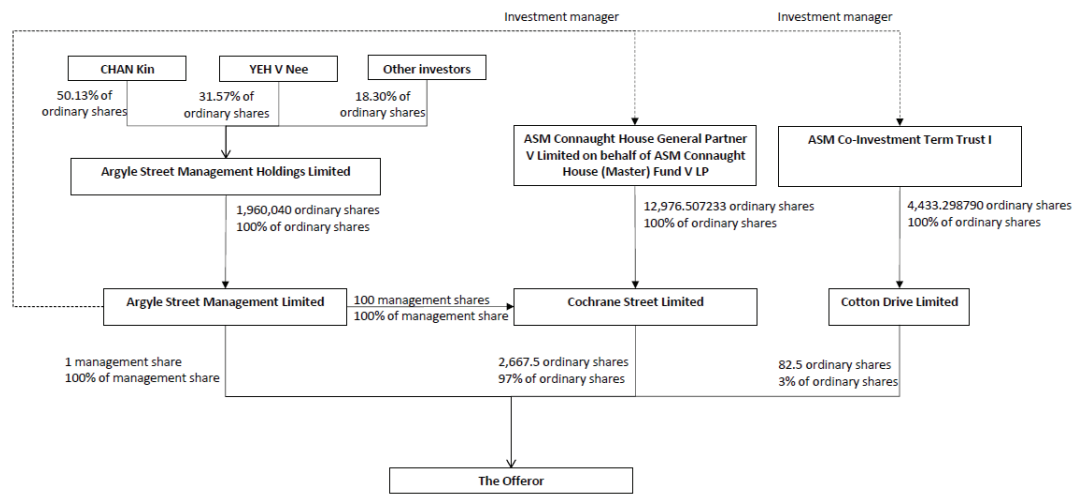 Investment manager
Investment manager
CHAN Kin
YEH V Nee
Other investors
50.13% of
ordinary shares
31.57% of
ordinary shares
18.30% of
ordinary shares
ASM Connaught House General Partner
V Limited on behalf of ASM Connaught
House (Master) Fund V LP
ASM Co-Investment Term Trust I
Argyle Street Management Holdings Limited
1,960,040 ordinary shares
100% of ordinary shares
12,976.507233 ordinary shares
100% of ordinary shares
4,433.298790 ordinary shares
100% of ordinary shares
Argyle Street Management Limited
100 management shares
100% of management share
Cochrane Street Limited
Cotton Drive Limited
1 management share
100% of management share
2,667.5 ordinary shares
97% of ordinary shares
82.5 ordinary shares
3% of ordinary shares
The Offeror